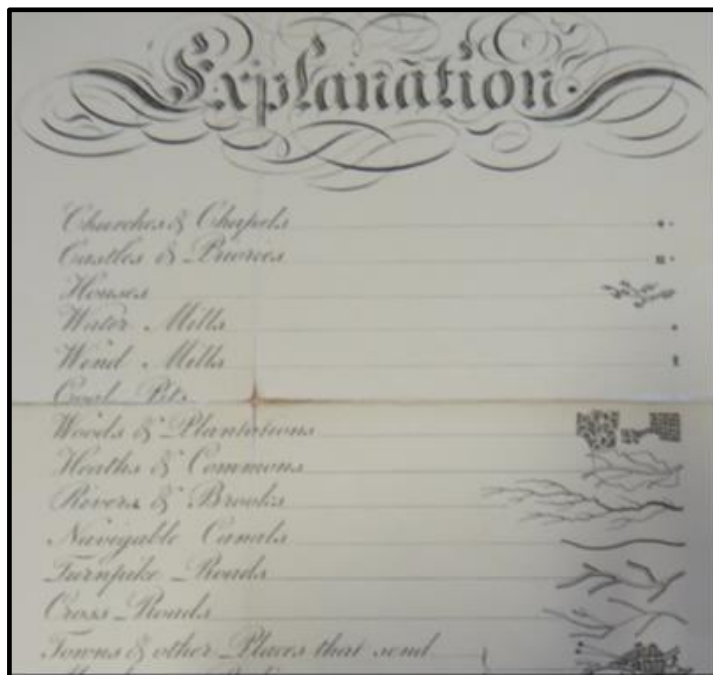 Explanation.
Churches & Chapels
Castles & Priories
Houses
Water Mills
Wind Mills
Coal Pits
Woods & Plantations
Heaths & Commons
Rivers & Brooks
Navigable Canals
Turnpike Roads
Cross Roads
Towns & other Places that send